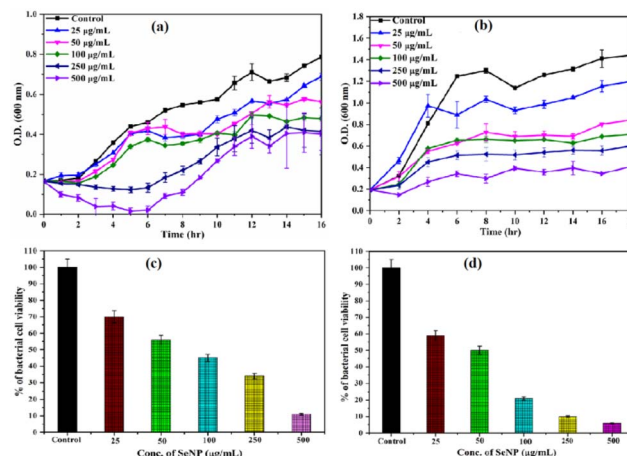 (a)
Control
25 μg/mL
50 μg/mL
100 μg/mL
250 μg/mL
500 μg/mL
O.D. (600 nm)
1.0
0.8
0.6
0.4
0.2
0.0
0 2 4 6 8 10 12 14 16
Time (hr)
(b)
Control
25 μg/mL
50 μg/mL
100 μg/mL
250 μg/mL
500 μg/mL
O.D. (600 nm)
1.8
1.6
1.4
1.2
1.0
0.8
0.6
0.4
0.2
0.0
0 2 4 6 8 10 12 14 16
Time (hr)
(c)
% of bacterial cell viability
110
100
90
80
70
60
50
40
30
20
10
0
Control 25 50 100 250 500
Conc. of SeNP (μg/mL)
(d)
% of bacterial cell viability
110
100
90
80
70
60
50
40
30
20
10
0
Control 25 50 100 250 500
Conc. of SeNP (μg/mL)